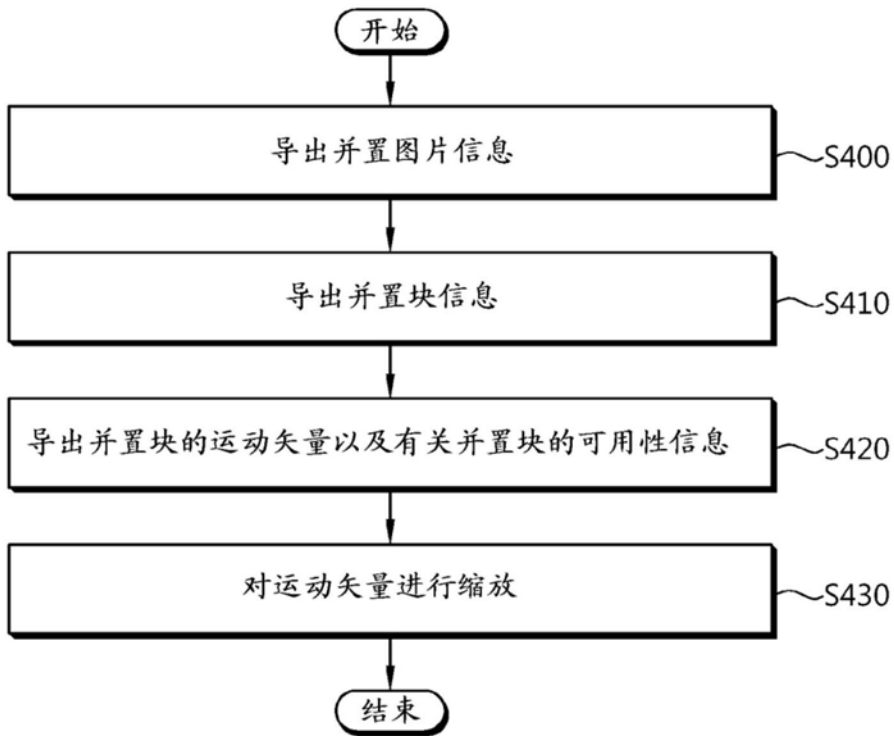 开始
导出并置图片信息
S400
导出并置块信息
S410
导出并置块的运动矢量以及有关并置块的可用性信息
S420
对运动矢量进行缩放
S430
结束